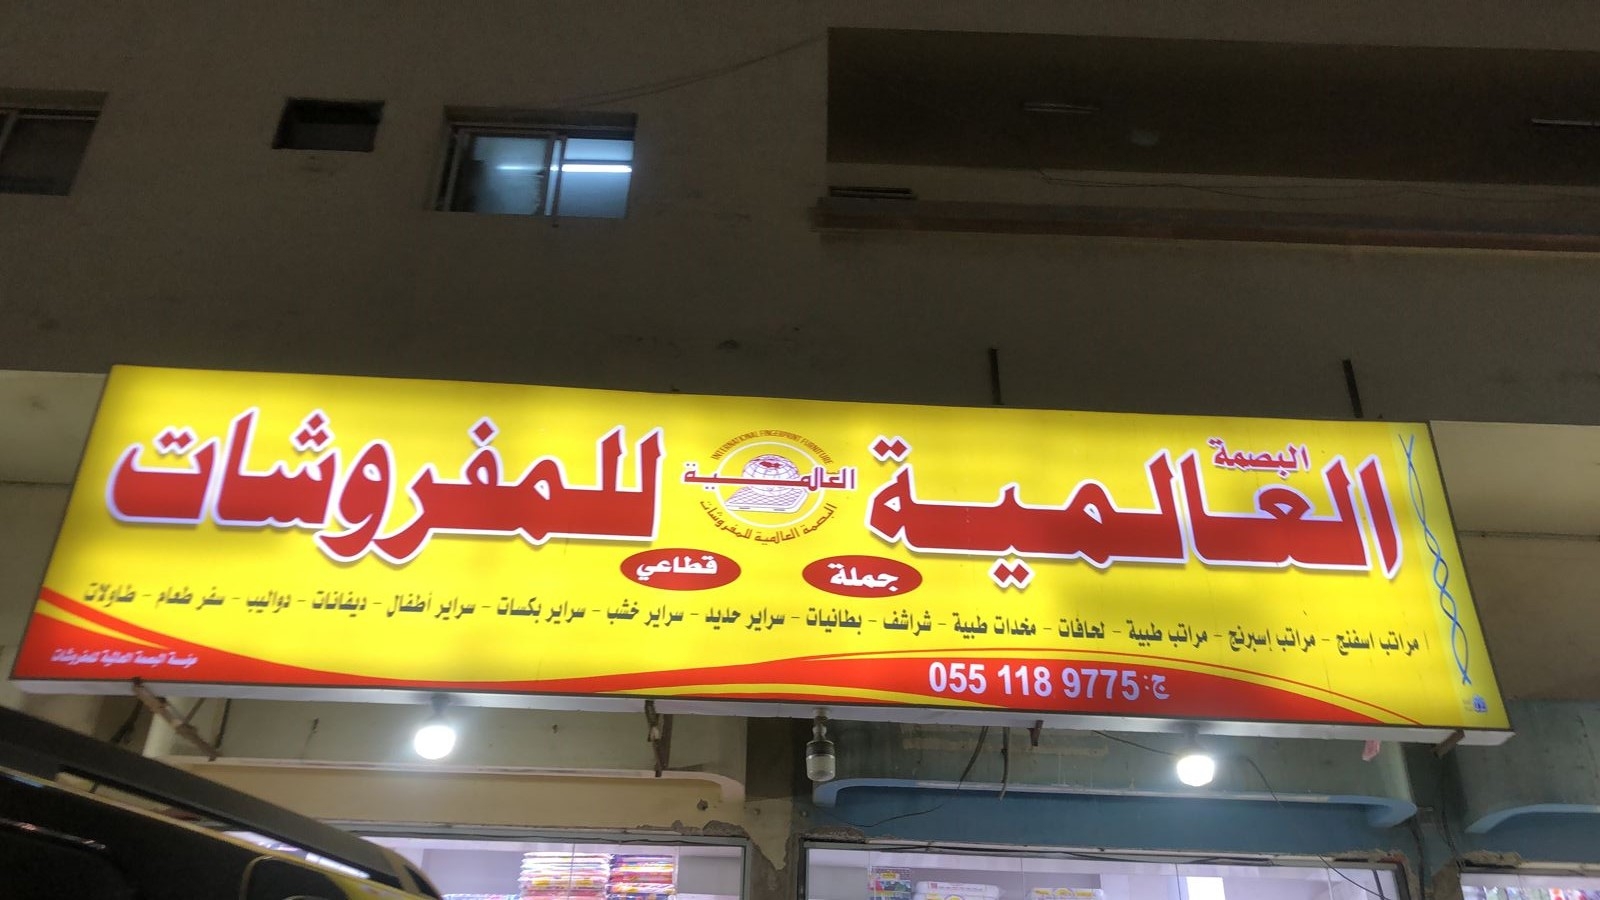 البصمة
العالمية للمفروشات
INTERNATIONAL FINGERPRINT FURNITURE
العالمية
البصمة العالمية للمفروشات
جملة قطاعي
مراتب اسفنج - مراتب إسبرنج - مراتب طبية - لحافات - مخدات طبية - شراشف - بطانيات - سراير حديد - سراير خشب - سراير بكسات - سراير أطفال - ديفانات - دواليب - سفر طعام - طاولات
ج: 055 118 9775
مؤسسة البصمة العالية للمفروشات